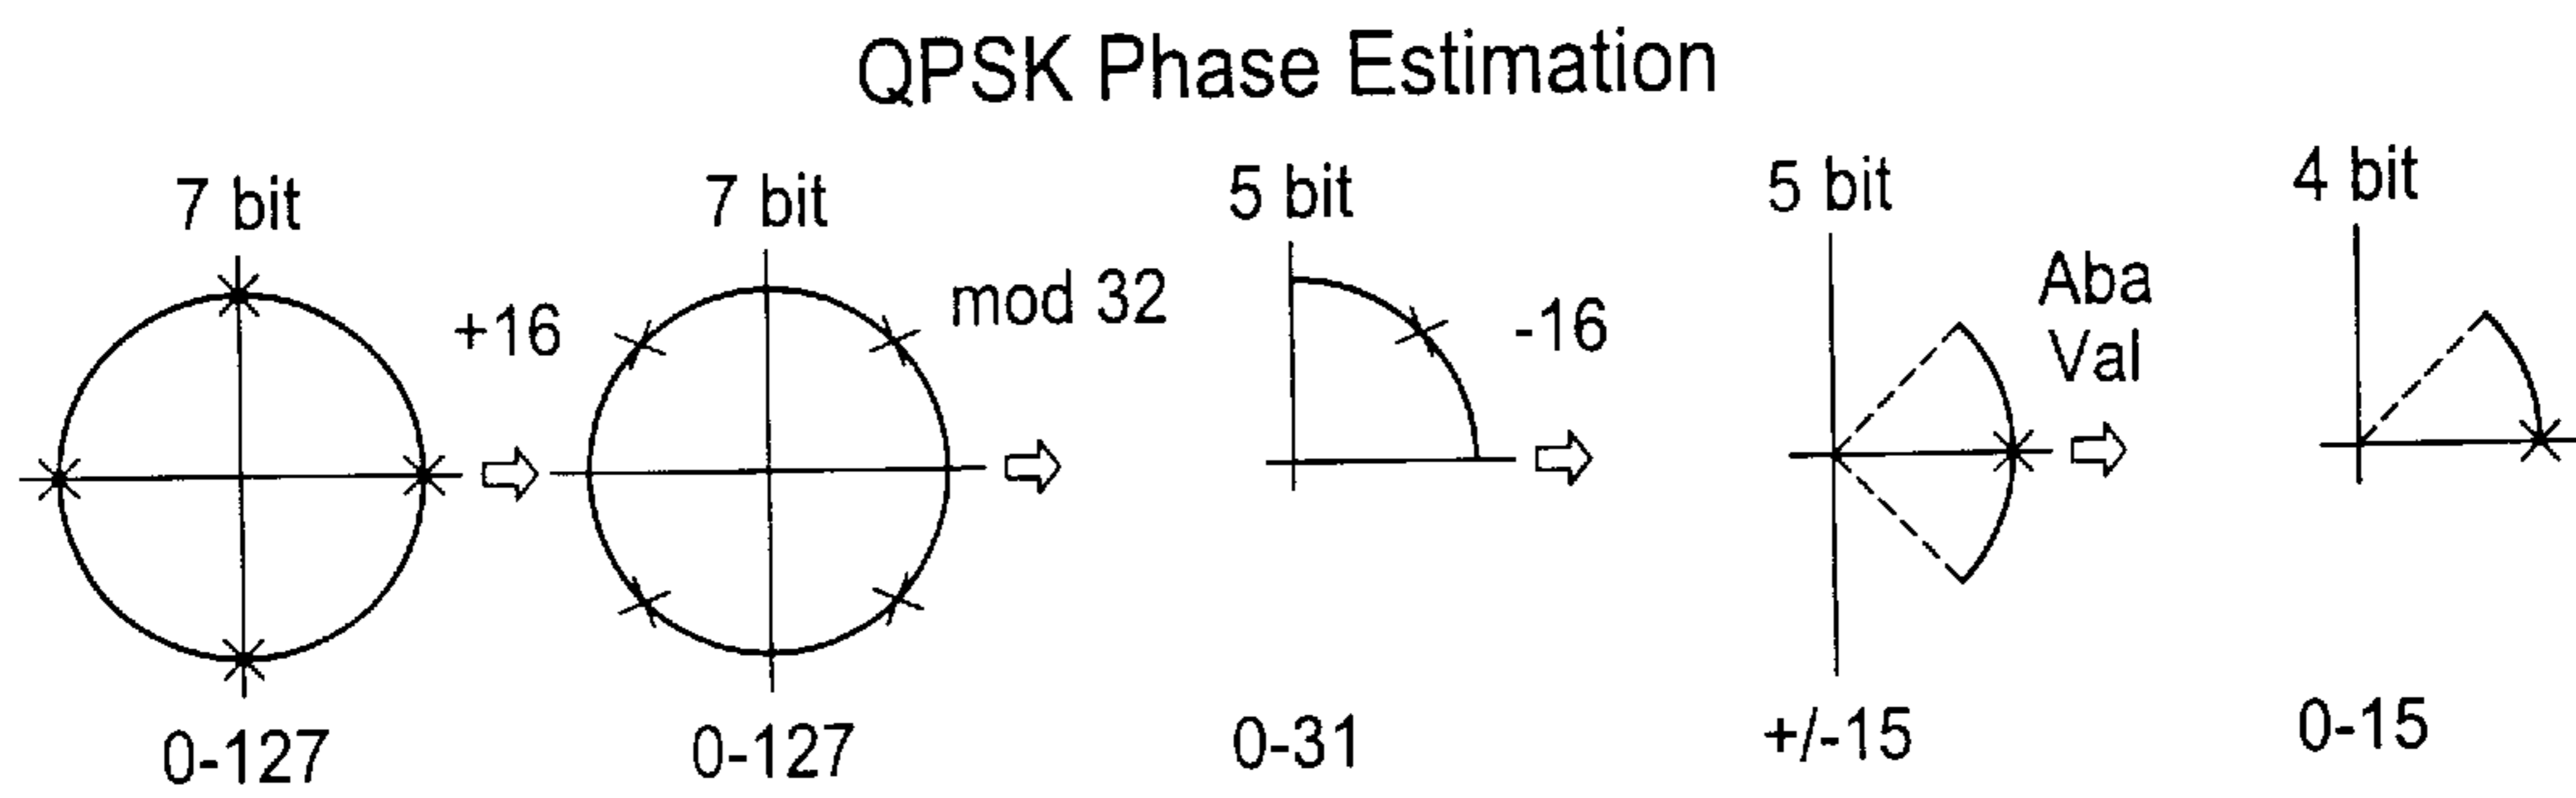 QPSK Phase Estimation
7 bit
7 bit
5 bit
5 bit
4 bit
+16
mod 32
-16
Aba
Val
0-127
0-127
0-31
+/-15
0-15